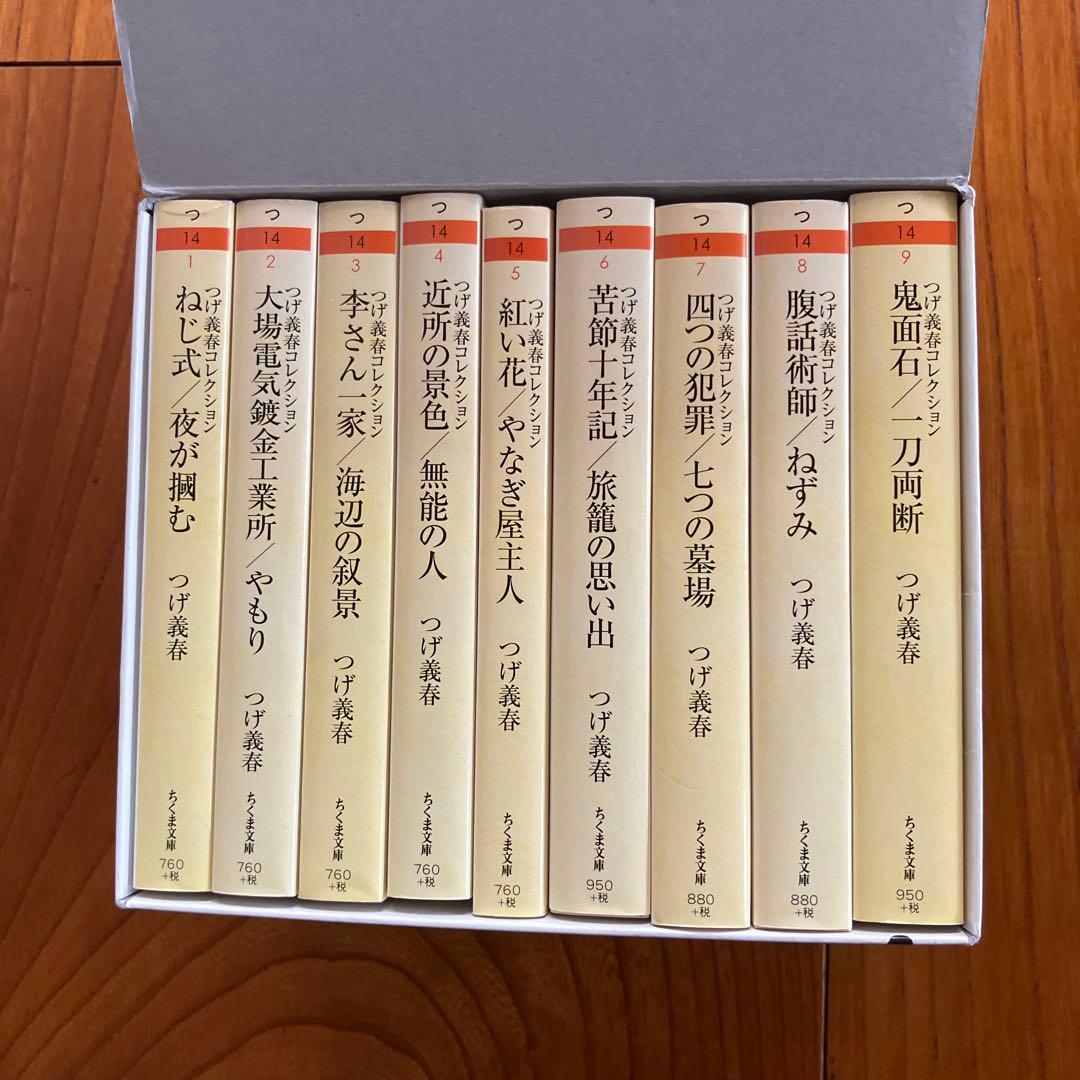 つ
14
1
つげ義春コレクション
ねじ式/夜が摑む
つげ義春
ちくま文庫
760
+税
つ
14
2
つげ義春コレクション
大場電気鍍金工業所/やもり
つげ義春
ちくま文庫
760
+税
つ
14
3
つげ義春コレクション
李さん一家/海辺の叙景
つげ義春
ちくま文庫
760
+税
つ
14
4
つげ義春コレクション
近所の景色/無能の人
つげ義春
ちくま文庫
760
+税
つ
14
5
つげ義春コレクション
紅い花/やなぎ屋主人
つげ義春
ちくま文庫
760
+税
つ
14
6
つげ義春コレクション
苦節十年記/旅籠の思い出
つげ義春
ちくま文庫
950
+税
つ
14
7
つげ義春コレクション
四つの犯罪/七つの墓場
つげ義春
ちくま文庫
880
+税
つ
14
8
つげ義春コレクション
腹話術師/ねずみ
つげ義春
ちくま文庫
880
+税
つ
14
9
つげ義春コレクション
鬼面石/一刀両断
つげ義春
ちくま文庫
950
+税